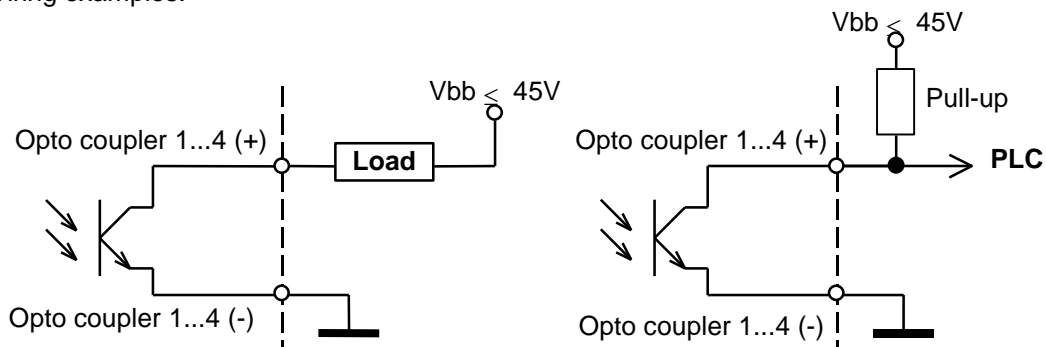 examples:
Vbb ≤ 45V
Opto coupler 1...4 (+)
Load
Opto coupler 1...4 (-)
Vbb ≤ 45V
Pull-up
Opto coupler 1...4 (+)
PLC
Opto coupler 1...4 (-)